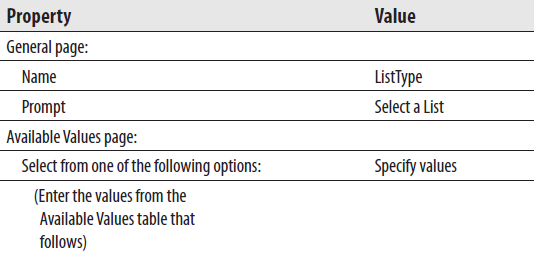 Property Value
General page:
Name ListType
Prompt Select a List
Available Values page:
Select from one of the following options: Specify values
(Enter the values from the
Available Values table that
follows)